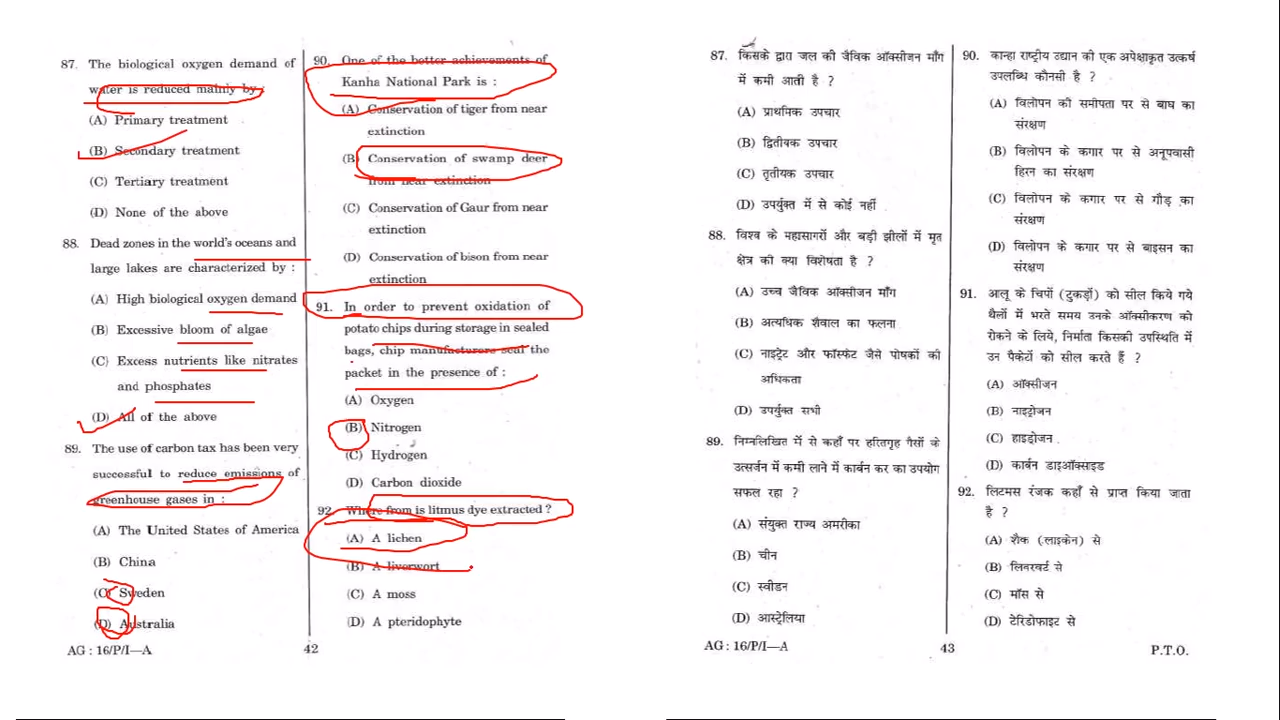 87. The biological oxygen demand of
water is reduced mainly by :
(A) Primary treatment
(B) Secondary treatment
(C) Tertiary treatment
(D) None of the above
88. Dead zones in the world's oceans and
large lakes are characterized by :
(A) High biological oxygen demand
(B) Excessive bloom of algae
(C) Excess nutrients like nitrates
and phosphates
(D) All of the above
89. The use of carbon tax has been very
successful to reduce emissions of
greenhouse gases in :
(A) The United States of America
(B) China
(C) Sweden
(D) Australia
AG : 16/P/I—A
90. One of the better achievements of
Kanha National Park is :
(A) Conservation of tiger from near
extinction
(B) Conservation of swamp deer
from near extinction
(C) Conservation of Gaur from near
extinction
(D) Conservation of bison from near
extinction
91. In order to prevent oxidation of
potato chips during storage in sealed
bags, chip manufacturers seal the
packet in the presence of :
(A) Oxygen
(B) Nitrogen
(C) Hydrogen
(D) Carbon dioxide
92. Where from is litmus dye extracted ?
(A) A lichen
(B) A liverwort
(C) A moss
(D) A pteridophyte
42
87. किसके द्वारा जल की जैविक ऑक्सीजन माँग
में कमी आती है ?
(A) प्राथमिक उपचार
(B) द्वितीयक उपचार
(C) तृतीयक उपचार
(D) उपर्युक्त में से कोई नहीं
88. विश्व के महासागरों और बड़ी झीलों में मृत
क्षेत्र की क्या विशेषता है ?
(A) उच्च जैविक ऑक्सीजन माँग
(B) अत्यधिक शैवाल का फलना
(C) नाइट्रेट और फॉस्फेट जैसे पोषकों की
अधिकता
(D) उपर्युक्त सभी
89. निम्नलिखित में से कहाँ पर हरितगृह गैसों के
उत्सर्जन में कमी लाने में कार्बन कर का उपयोग
सफल रहा ?
(A) संयुक्त राज्य अमरीका
(B) चीन
(C) स्वीडन
(D) आस्ट्रेलिया
AG : 16/P/I—A
90. कान्हा राष्ट्रीय उद्यान की एक अपेक्षाकृत उत्कर्ष
उपलब्धि कौनसी है ?
(A) विलोपन की समीपता पर से बाघ का
संरक्षण
(B) विलोपन के कगार पर से अनूपवासी
हिरन का संरक्षण
(C) विलोपन के कगार पर से गौड़ का
संरक्षण
(D) विलोपन के कगार पर से बाइसन का
संरक्षण
91. आलू के चिपों (टुकड़ों) को सील किये गये
थैलों में भरते समय उनके ऑक्सीकरण को
रोकने के लिये, निर्माता किसकी उपस्थिति में
उन पैकेटों को सील करते हैं ?
(A) ऑक्सीजन
(B) नाइट्रोजन
(C) हाइड्रोजन
(D) कार्बन डाइऑक्साइड
92. लिटमस रंजक कहाँ से प्राप्त किया जाता
है ?
(A) शैक (लाइकेन) से
(B) लिवरवर्ट से
(C) मॉस से
(D) टेरिडोफाइट से
43
P.T.O.